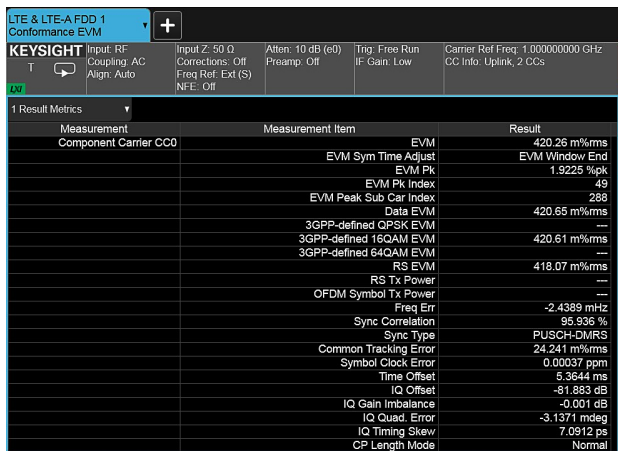 LTE & LTE-A FDD 1
Conformance EVM
+
KEYSIGHT Input: RF Input Z: 50 Ω Atten: 10 dB (e0) Trig: Free Run Carrier Ref Freq: 1.000000000 GHz
T Coupling: AC Corrections: Off Preamp: Off IF Gain: Low CC Info: Uplink, 2 CCs
Align: Auto Freq Ref: Ext (S)
LXI NFE: Off
1 Result Metrics
Measurement Measurement Item Result
Component Carrier CC0 EVM 420.26 m%rms
EVM Sym Time Adjust EVM Window End
EVM Pk 1.9225 %pk
EVM Pk Index 49
EVM Peak Sub Car Index 288
Data EVM 420.65 m%rms
3GPP-defined QPSK EVM ---
3GPP-defined 16QAM EVM 420.61 m%rms
3GPP-defined 64QAM EVM ---
RS EVM 418.07 m%rms
RS Tx Power ---
OFDM Symbol Tx Power ---
Freq Err -2.4389 mHz
Sync Correlation 95.936 %
Sync Type PUSCH-DMRS
Common Tracking Error 24.241 m%rms
Symbol Clock Error 0.00037 ppm
Time Offset 5.3644 ms
IQ Offset -81.883 dB
IQ Gain Imbalance -0.001 dB
IQ Quad. Error -3.1371 mdeg
IQ Timing Skew 7.0912 ps
CP Length Mode Normal